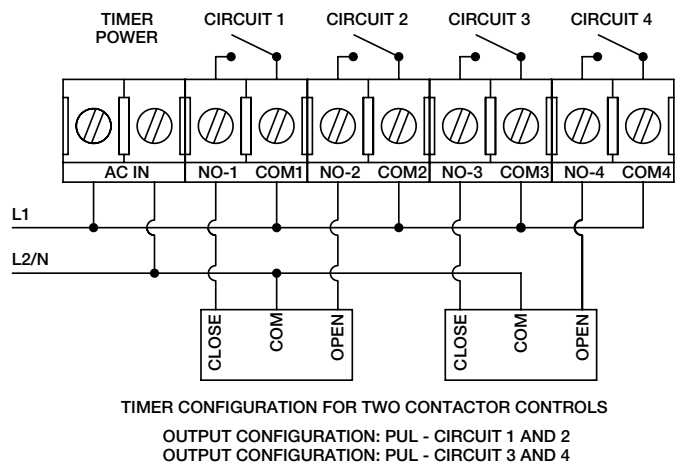 TIMER
POWER
CIRCUIT 1
CIRCUIT 2
CIRCUIT 3
CIRCUIT 4
AC IN
NO-1
COM1
NO-2
COM2
NO-3
COM3
NO-4
COM4
L1
L2/N
CLOSE
COM
OPEN
CLOSE
COM
OPEN
TIMER CONFIGURATION FOR TWO CONTACTOR CONTROLS
OUTPUT CONFIGURATION: PUL - CIRCUIT 1 AND 2
OUTPUT CONFIGURATION: PUL - CIRCUIT 3 AND 4